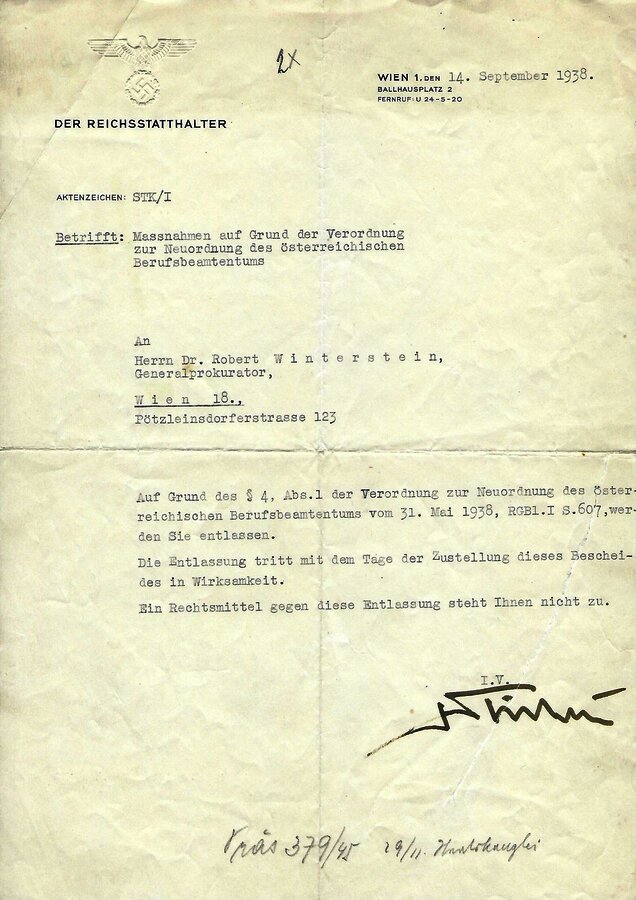 2x
WIEN 1. DEN 14. September 1938.
BALLHAUSPLATZ 2
FERNRUF: U 24-5-20
DER REICHSSTATTHALTER
AKTENZEICHEN: STK/I
Betrifft: Massnahmen auf Grund der Verordnung
zur Neuordnung des österreichischen
Berufsbeamtentums
An
Herrn Dr. Robert W i n t e r s t e i n,
Generalprokurator,
W i e n 18.,
Pötzleinsdorferstrasse 123
Auf Grund des § 4, Abs.1 der Verordnung zur Neuordnung des öster-
reichischen Berufsbeamtentums vom 31. Mai 1938, RGBl.I S.607,wer-
den Sie entlassen.
Die Entlassung tritt mit dem Tage der Zustellung dieses Beschei-
des in Wirksamkeit.
Ein Rechtsmittel gegen diese Entlassung steht Ihnen nicht zu.
I.V.
Präs 379/45 29/11.